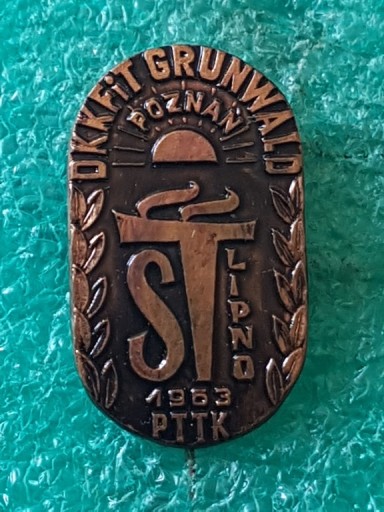 DKKFiT GRUNWALD
POZNAŃ
ST
LIPNO
1963
PTTK